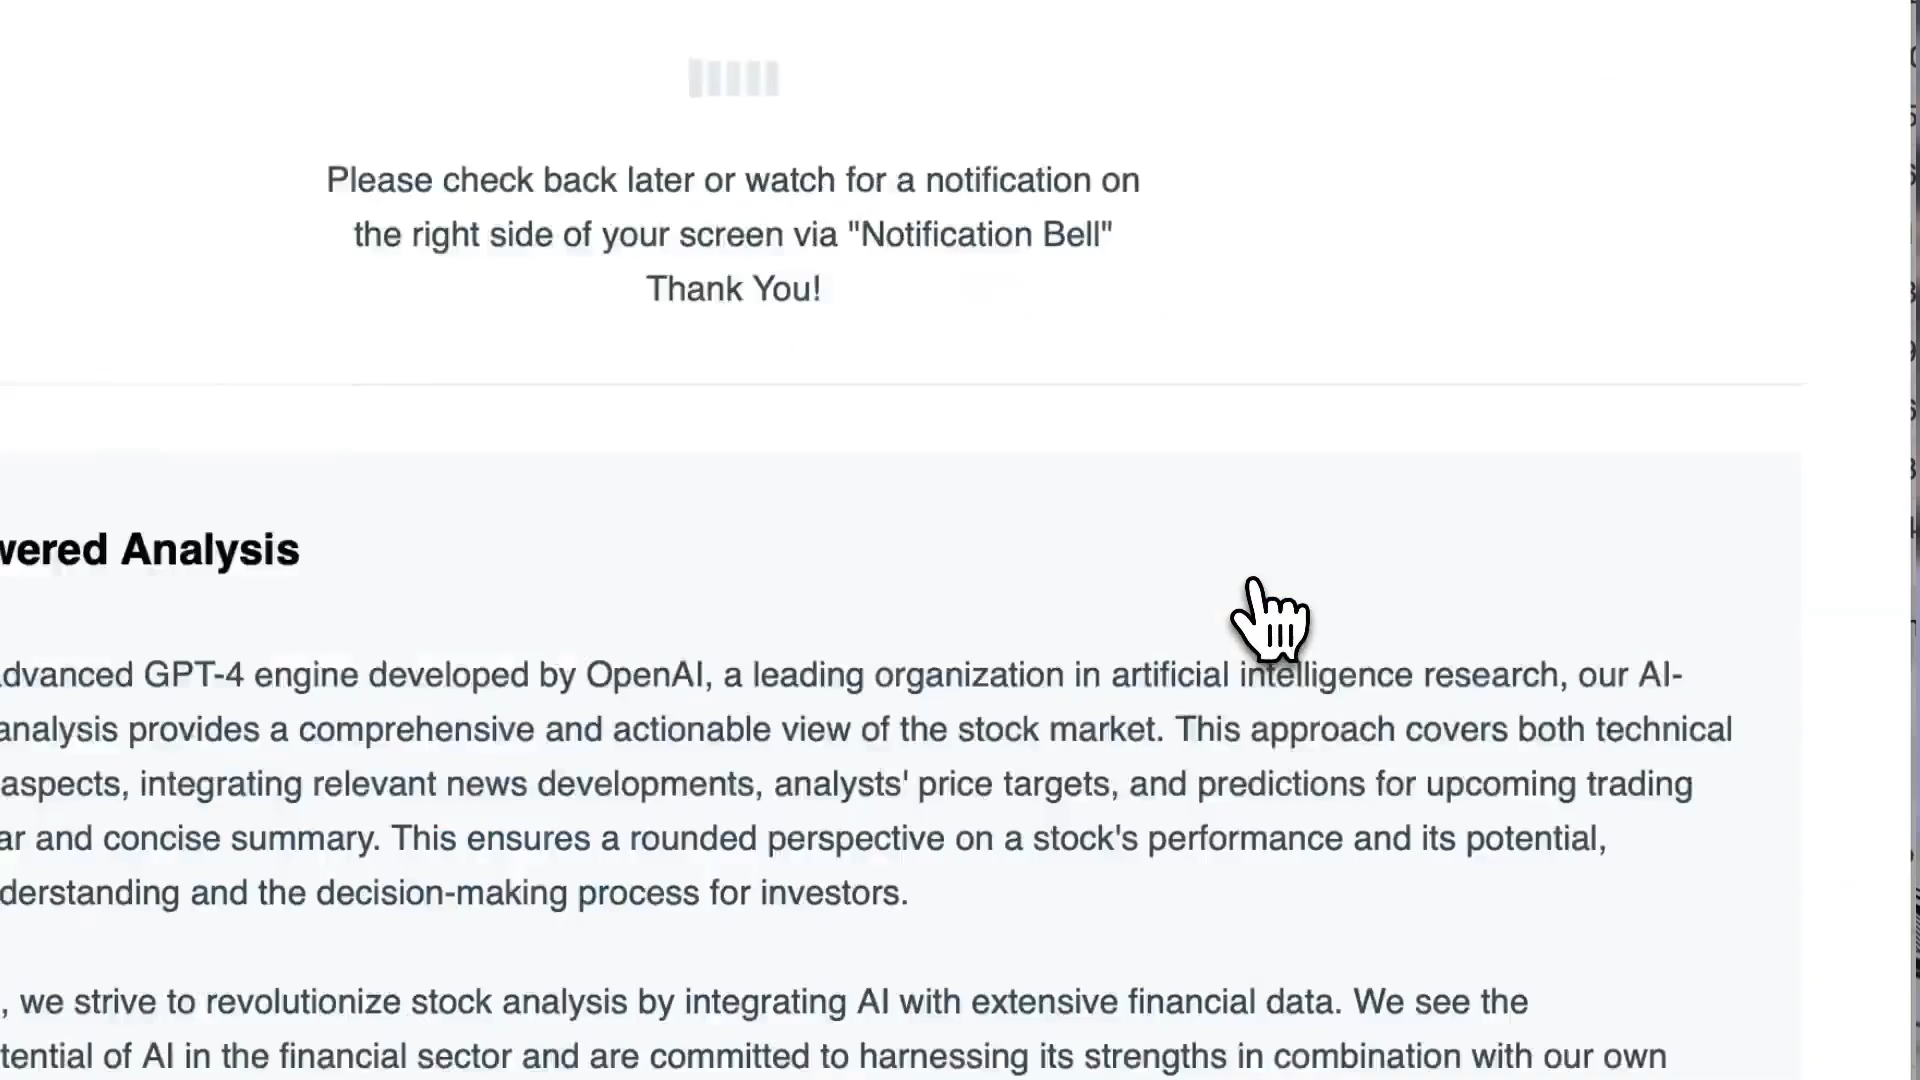 Please check back later or watch for a notification on
the right side of your screen via "Notification Bell"
Thank You!
wered Analysis
dvanced GPT-4 engine developed by OpenAI, a leading organization in artificial intelligence research, our AI-
analysis provides a comprehensive and actionable view of the stock market. This approach covers both technical
aspects, integrating relevant news developments, analysts' price targets, and predictions for upcoming trading
ar and concise summary. This ensures a rounded perspective on a stock's performance and its potential,
derstanding and the decision-making process for investors.
, we strive to revolutionize stock analysis by integrating AI with extensive financial data. We see the
tential of AI in the financial sector and are committed to harnessing its strengths in combination with our own